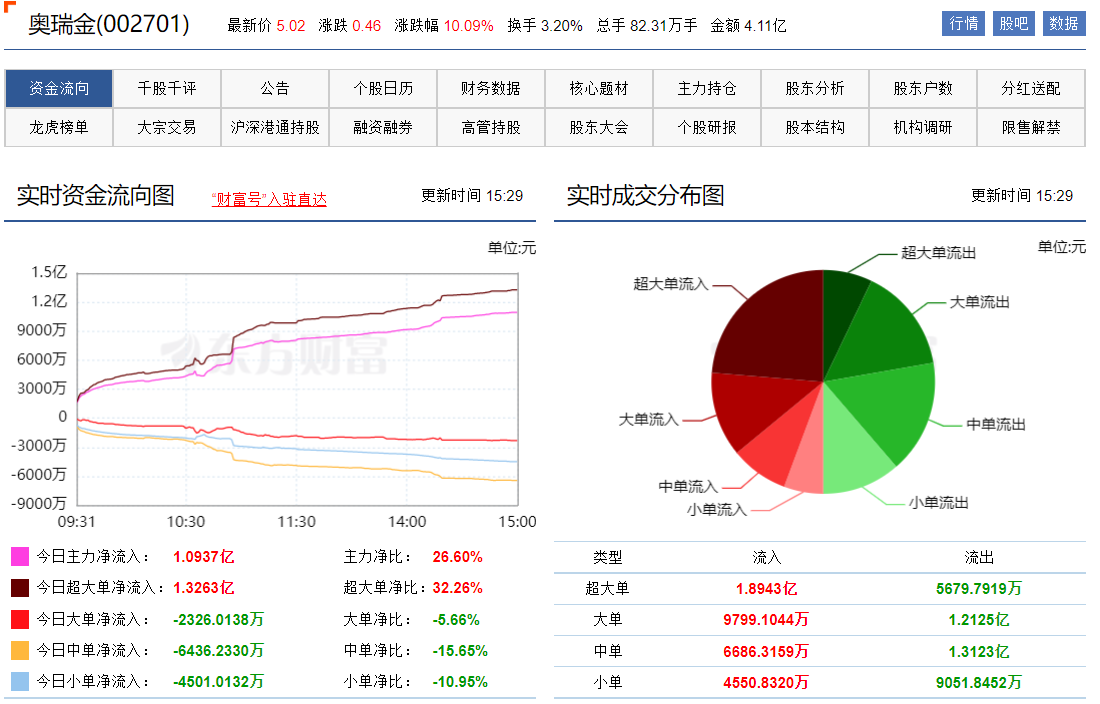 奥瑞金(002701) 最新价 5.02 涨跌 0.46 涨跌幅 10.09% 换手 3.20% 总手 82.31万手 金额 4.11亿 行情 股吧 数据
资金流向 千股千评 公告 个股日历 财务数据 核心题材 主力持仓 股东分析 股东户数 分红送配
龙虎榜单 大宗交易 沪深港通持股 融资融券 高管持股 股东大会 个股研报 股本结构 机构调研 限售解禁
实时资金流向图 “财富号”入驻直达 更新时间 15:29
单位:元
1.5亿
1.2亿
9000万
6000万
3000万
0
-3000万
-6000万
-9000万
09:31 10:30 11:30 14:00 15:00
东方财富
今日主力净流入： 1.0937亿 主力净比： 26.60%
今日超大单净流入： 1.3263亿 超大单净比： 32.26%
今日大单净流入： -2326.0138万 大单净比： -5.66%
今日中单净流入： -6436.2330万 中单净比： -15.65%
今日小单净流入： -4501.0132万 小单净比： -10.95%
实时成交分布图 更新时间 15:29
单位:元
超大单流出
超大单流入
大单流出
大单流入
中单流出
中单流入
小单流出
小单流入
类型 流入 流出
超大单 1.8943亿 5679.7919万
大单 9799.1044万 1.2125亿
中单 6686.3159万 1.3123亿
小单 4550.8320万 9051.8452万